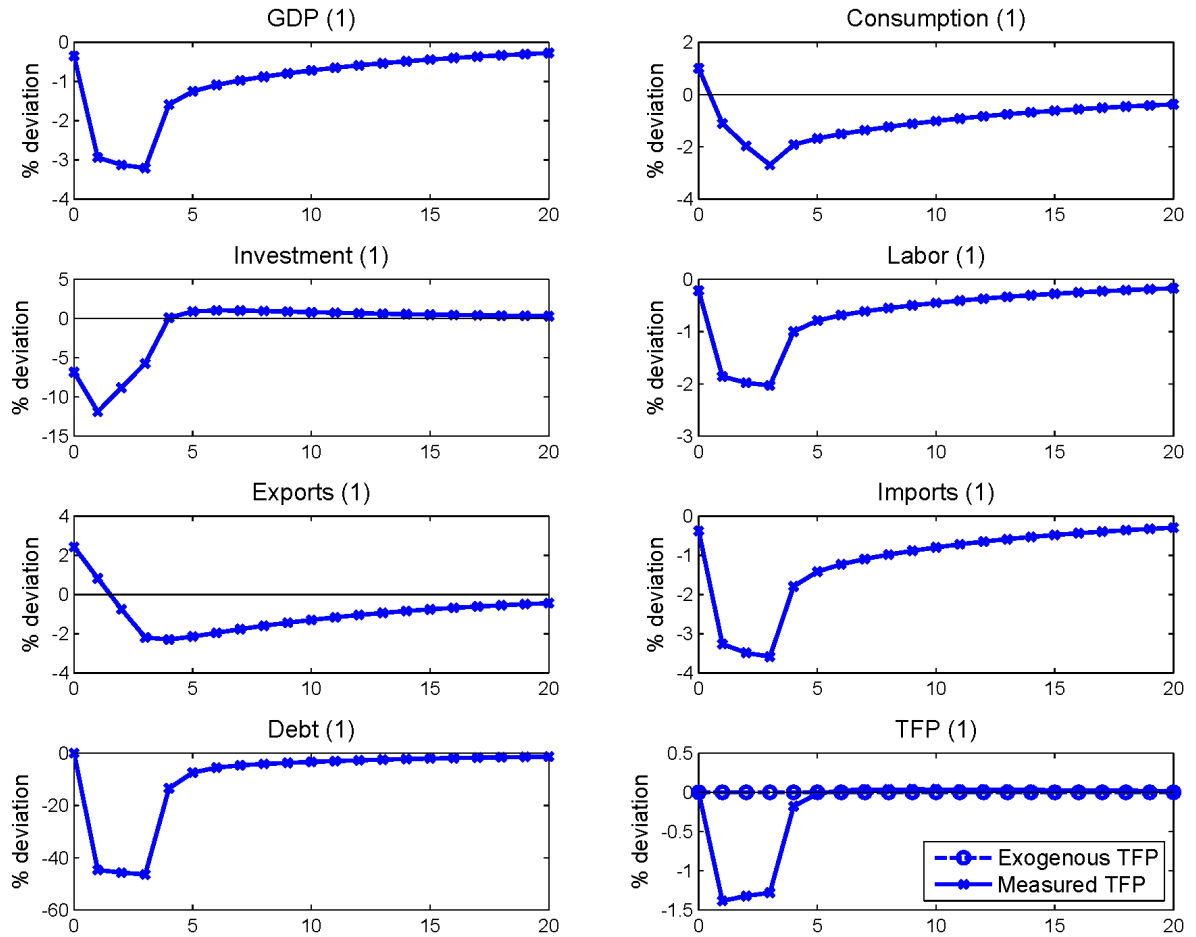 GDP (1)
% deviation
0
-1
-2
-3
-4
0 5 10 15 20
Consumption (1)
% deviation
2
0
-2
-4
0 5 10 15 20
Investment (1)
% deviation
5
0
-5
-10
-15
0 5 10 15 20
Labor (1)
% deviation
0
-1
-2
-3
0 5 10 15 20
Exports (1)
% deviation
4
2
0
-2
-4
0 5 10 15 20
Imports (1)
% deviation
0
-1
-2
-3
-4
0 5 10 15 20
Debt (1)
% deviation
0
-20
-40
-60
0 5 10 15 20
TFP (1)
% deviation
0.5
0
-0.5
-1
-1.5
0 5 10 15 20
Exogenous TFP
Measured TFP